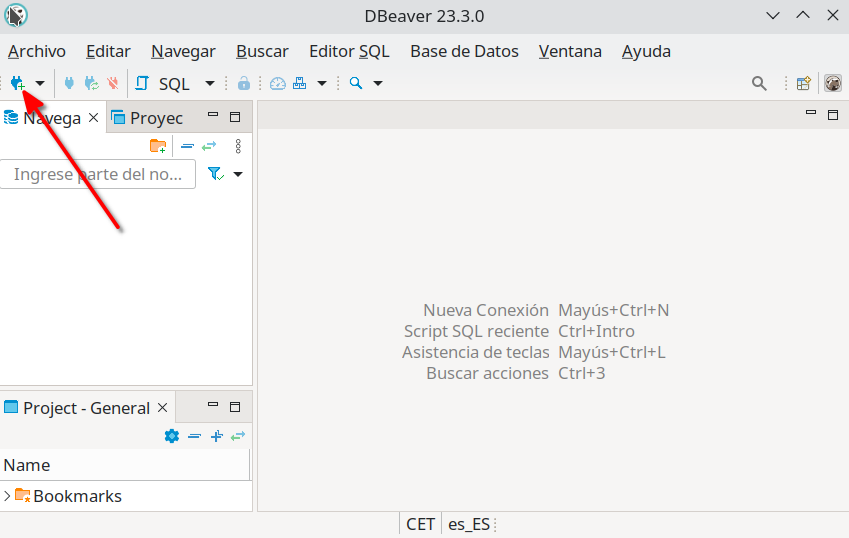 DBeaver 23.3.0
Archivo Editar Navegar Buscar Editor SQL Base de Datos Ventana Ayuda
SQL
Navega Proyec
Ingrese parte del no...
Nueva Conexión Mayús+Ctrl+N
Script SQL reciente Ctrl+Intro
Asistencia de teclas Mayús+Ctrl+L
Buscar acciones Ctrl+3
Project - General
Name
Bookmarks
CET es_ES